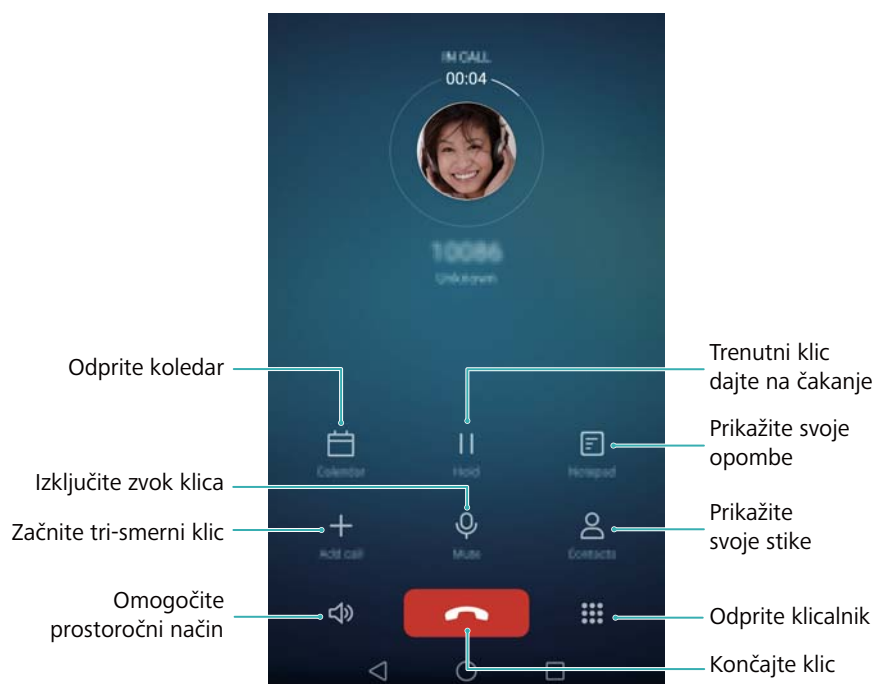 IN CALL
00:04
10086
Unknown
Odprite koledar
Trenutni klic
dajte na čakanje
Prikažite svoje
opombe
Calendar
Hold
Notepad
Izključite zvok klica
Začnite tri-smerni klic
Prikažite
svoje stike
Add call
Mute
Contacts
Omogočite
prostoročni način
Odprite klicalnik
Končajte klic